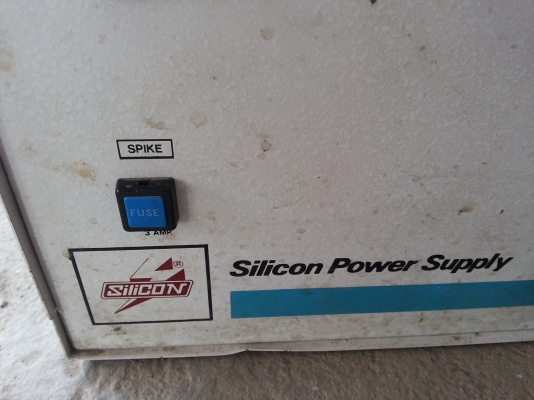 SPIKE
FUSE
3 AMP.
SiliCON ®
Silicon Power Supply